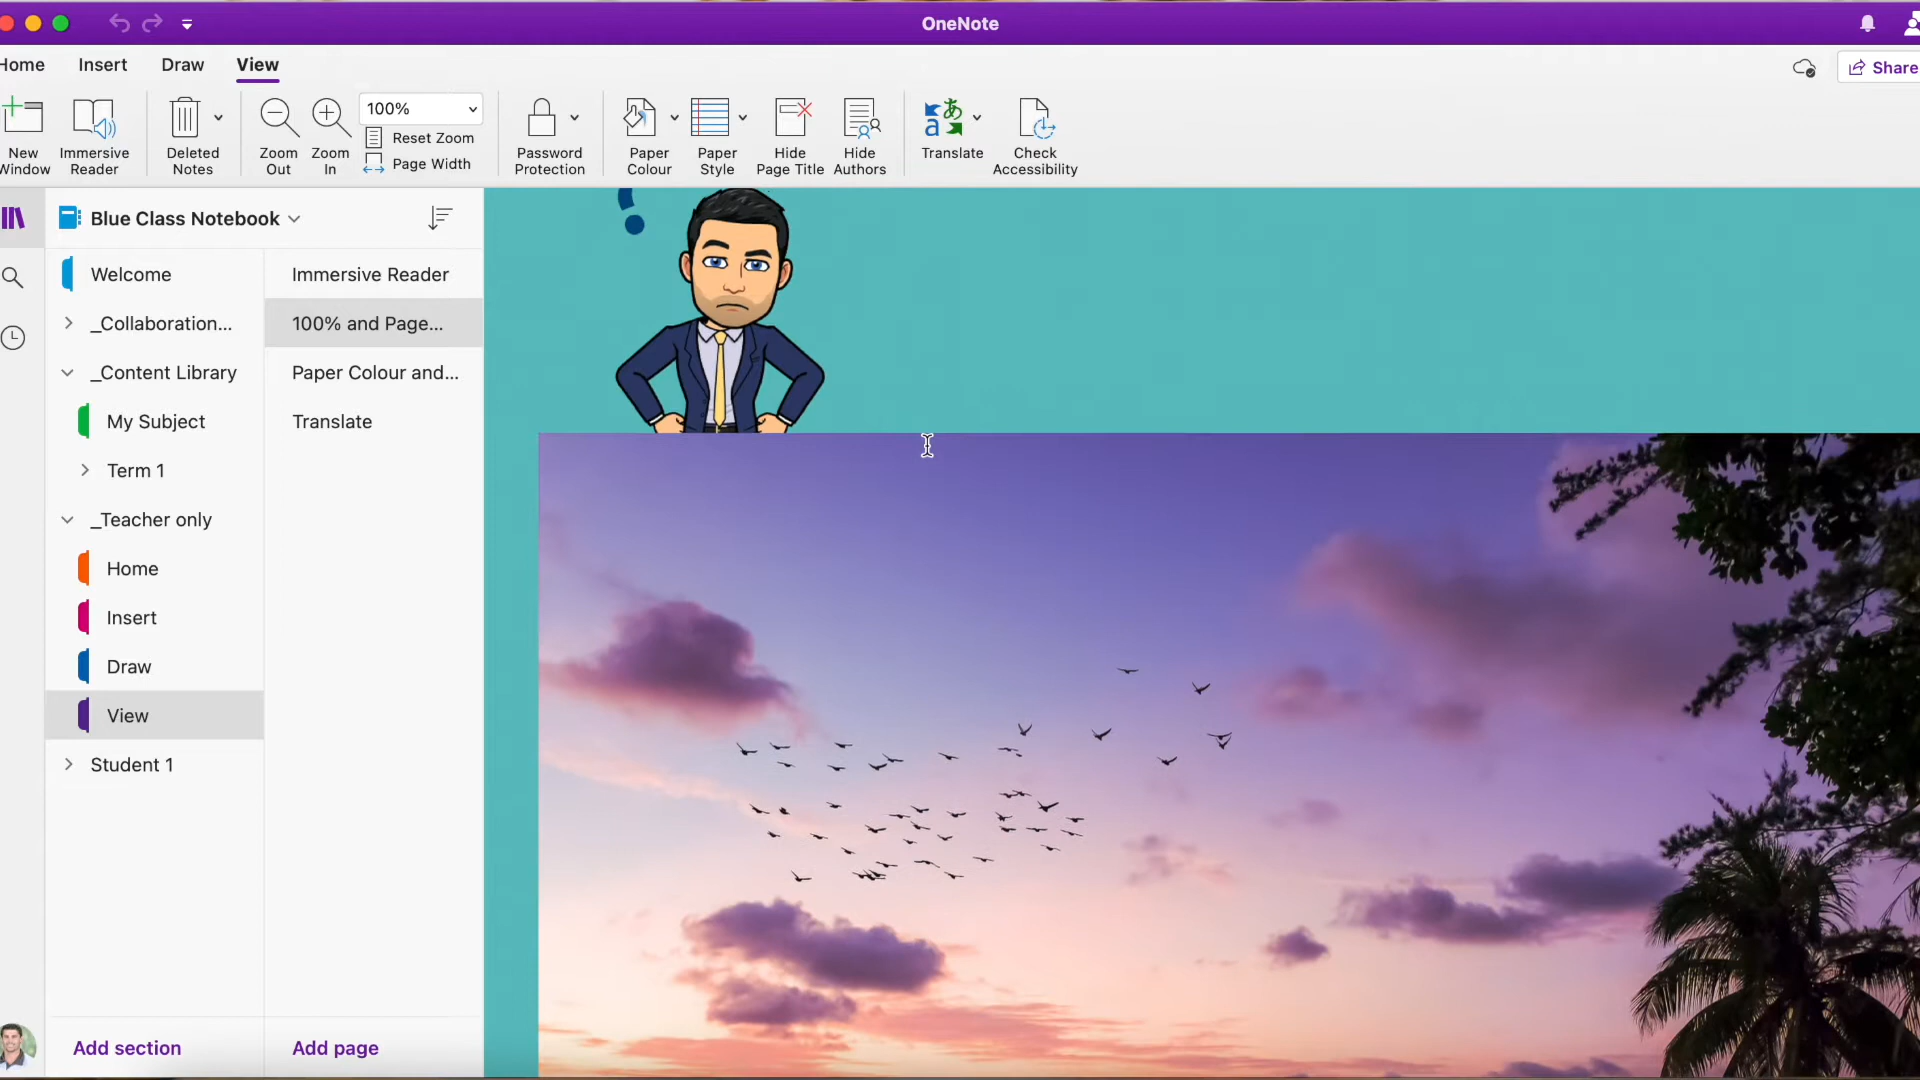 OneNote
Home Insert Draw View
Share
100%
Reset Zoom
Page Width
New Window
Immersive Reader
Deleted Notes
Zoom Out
Zoom In
Password Protection
Paper Colour
Paper Style
Hide Page Title
Hide Authors
Translate
Check Accessibility
Blue Class Notebook
Welcome
_Collaboration...
_Content Library
My Subject
Term 1
_Teacher only
Home
Insert
Draw
View
Student 1
Add section
Immersive Reader
100% and Page...
Paper Colour and...
Translate
Add page